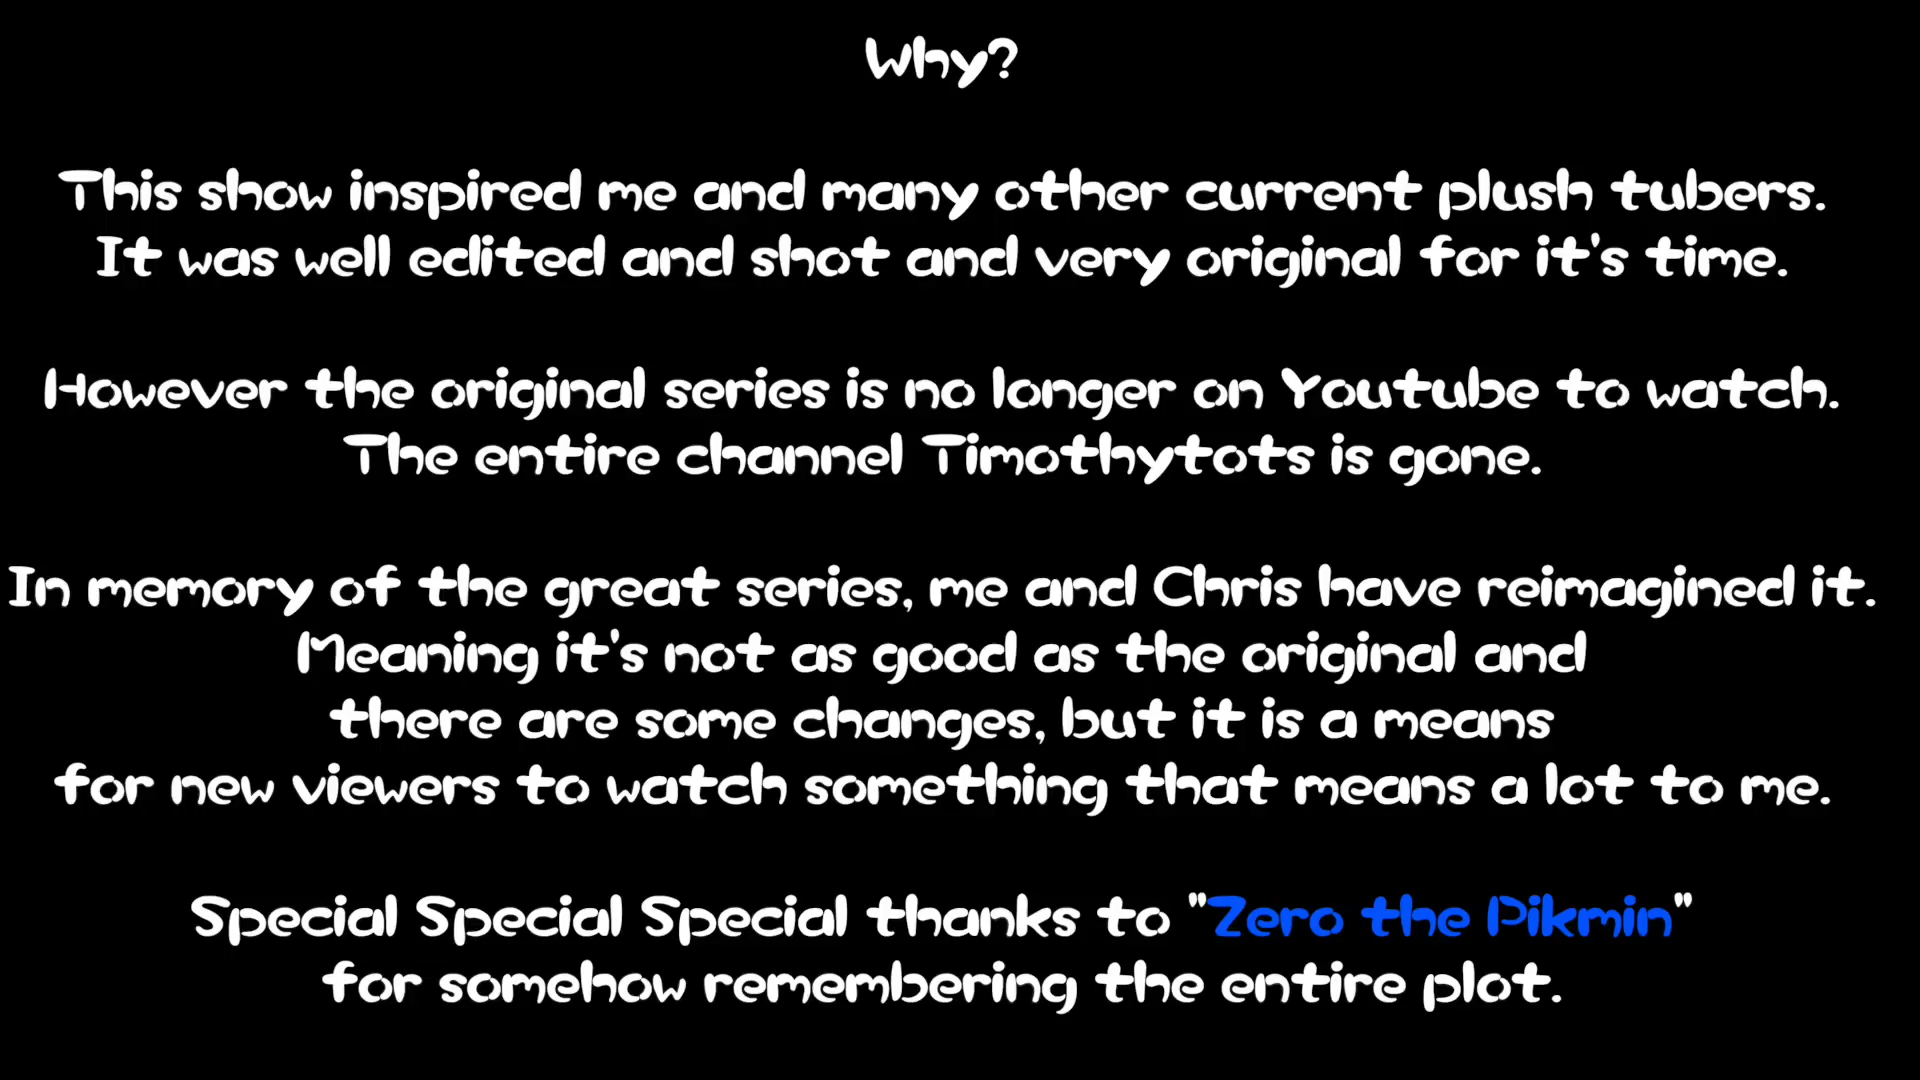 Why?
This show inspired me and many other current plush tubers.
It was well edited and shot and very original for it's time.
However the original series is no longer on Youtube to watch.
The entire channel Timothytots is gone.
In memory of the great series, me and Chris have reimagined it.
Meaning it's not as good as the original and
there are some changes, but it is a means
for new viewers to watch something that means a lot to me.
Special Special Special thanks to "Zero the Pikmin"
for somehow remembering the entire plot.